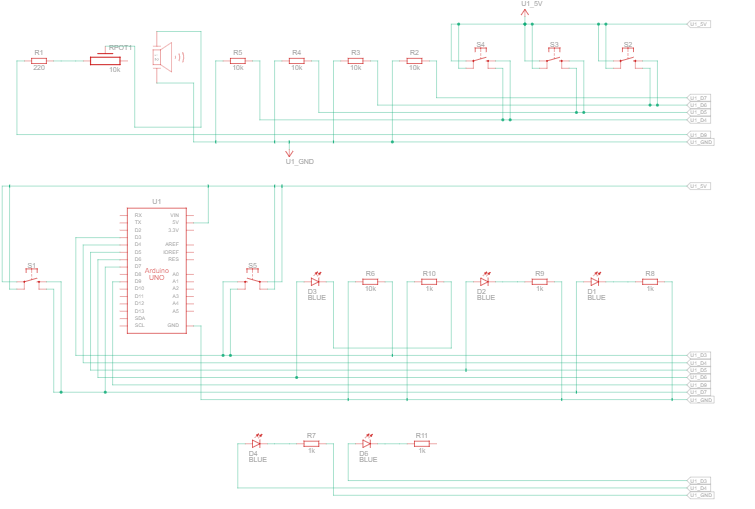 U1_5V
U1_5V
R1
220
RPOT1
10k
R5
10k
R4
10k
R3
10k
R2
10k
S4
S3
S2
U1_D7
U1_D6
U1_D5
U1_D4
U1_D8
U1_GND
U1_GND
U1_5V
U1
RX
TX
D2
D3
D4
D5
D6
D7
D8
D9
D10
D11
D12
D13
SDA
SCL
VIN
5V
3.3V
AREF
IOREF
RES
A0
A1
A2
A3
A4
A5
GND
Arduino
UNO
S1
S5
D3
BLUE
R6
10k
R10
1k
D2
BLUE
R9
1k
D1
BLUE
R8
1k
U1_D3
U1_D4
U1_D5
U1_D6
U1_D8
U1_D7
U1_GND
D4
BLUE
R7
1k
D6
BLUE
R11
1k
U1_D3
U1_D4
U1_GND